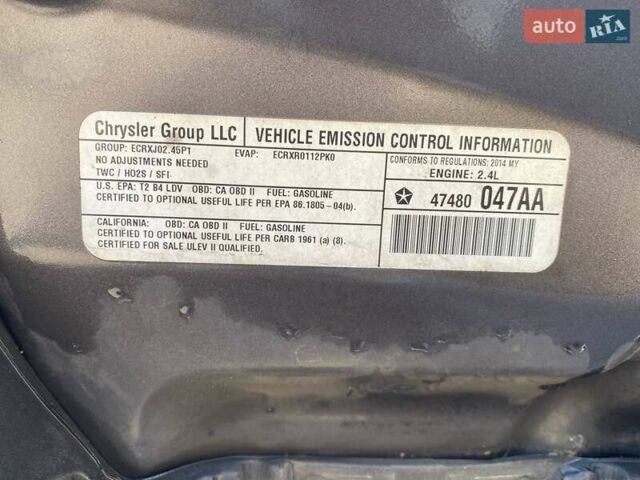 auto RIA.com
Chrysler Group LLC VEHICLE EMISSION CONTROL INFORMATION
GROUP: ECRXJ02.45P1 EVAP: ECRXR0112PK0
NO ADJUSTMENTS NEEDED
TWC / HO2S / SFI
CONFORMS TO REGULATIONS: 2014 MY
ENGINE: 2.4L
U.S. EPA: T2 B4 LDV OBD: CA OBD II FUEL: GASOLINE
CERTIFIED TO OPTIONAL USEFUL LIFE PER EPA 86.1805-04(b).
47480 047AA
CALIFORNIA: OBD: CA OBD II FUEL: GASOLINE
CERTIFIED TO OPTIONAL USEFUL LIFE PER CARB 1961 (a) (8).
CERTIFIED FOR SALE ULEV II QUALIFIED.